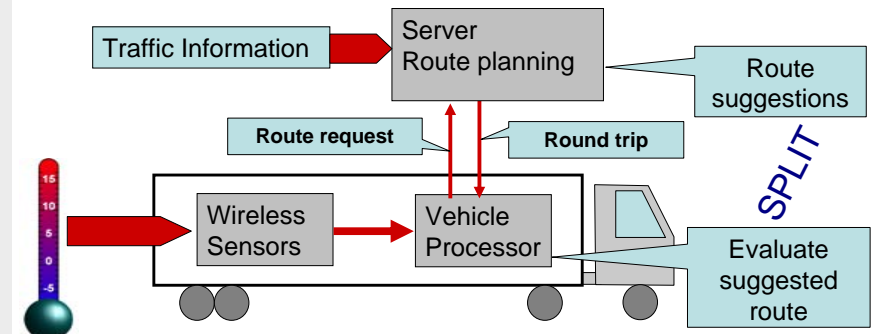 Traffic Information
Server
Route planning
Route
suggestions
Route request
Round trip
SPLIT
15
10
5
0
-5
Wireless
Sensors
Vehicle
Processor
Evaluate
suggested
route